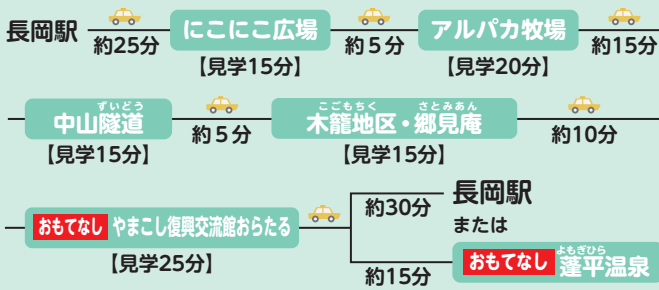 長岡駅 約25分 にこにこ広場 約5分 アルパカ牧場 約15分
【見学15分】 【見学20分】
ずいどう こごもちく さとみあん
中山隧道 約5分 木籠地区・郷見庵 約10分
【見学15分】 【見学15分】
おもてなし やまこし復興交流館おらたる 約30分 長岡駅
または
【見学25分】
よもぎひら
約15分 おもてなし 蓬平温泉